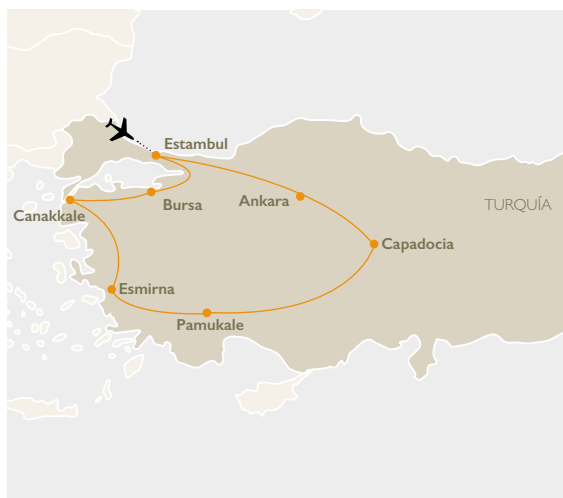 Estambul
Ankara
Bursa
TURQUÍA
Canakkale
Capadocia
Esmirna
Pamukale